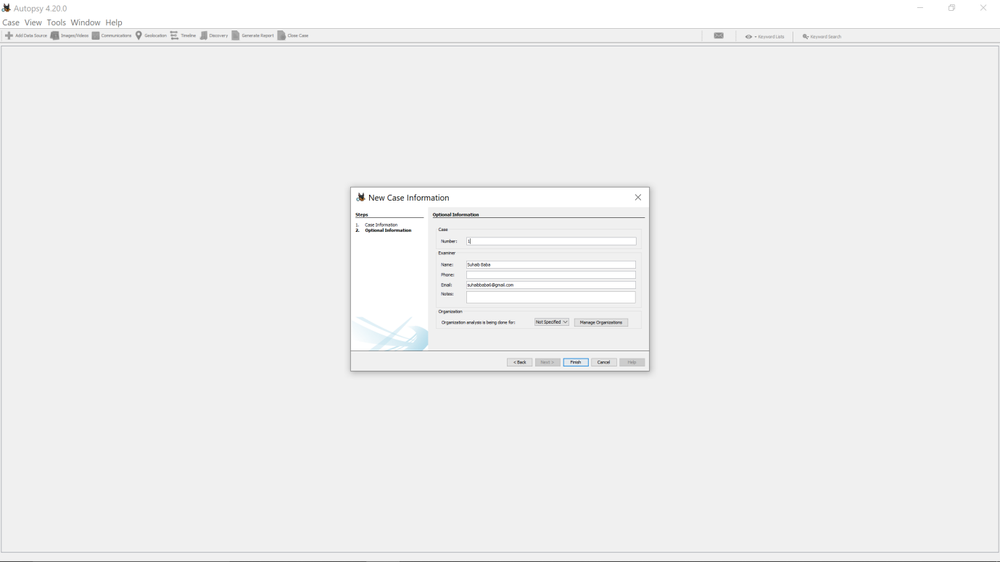 Autopsy 4.20.0
Case View Tools Window Help
Add Data Source Images/Videos Communications Geolocation Timeline Discovery Generate Report Close Case Keyword Lists Keyword Search
New Case Information
Steps
1. Case Information
2. Optional Information
Optional Information
Case
Number: 1
Examiner
Name: Suhaib Baba
Phone:
Email: suhaibbaba6@gmail.com
Notes:
Organization
Organization analysis is being done for: Not Specified Manage Organizations
< Back Next > Finish Cancel Help